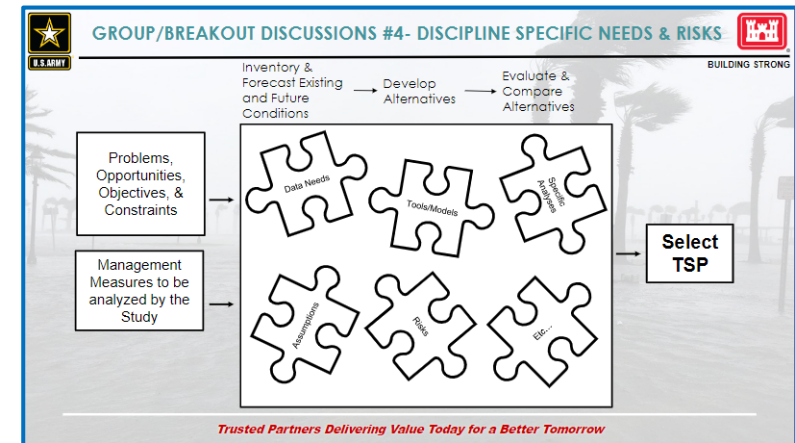 GROUP/BREAKOUT DISCUSSIONS #4- DISCIPLINE SPECIFIC NEEDS & RISKS
U.S.ARMY
®
BUILDING STRONG
Inventory &
Forecast Existing
and Future
Conditions
Develop
Alternatives
Evaluate &
Compare
Alternatives
Problems,
Opportunities,
Objectives, &
Constraints
Management
Measures to be
analyzed by the
Study
Data Needs
Tools/Models
Specific
Analyses
Assumptions
Risks
Etc...
Select
TSP
Trusted Partners Delivering Value Today for a Better Tomorrow